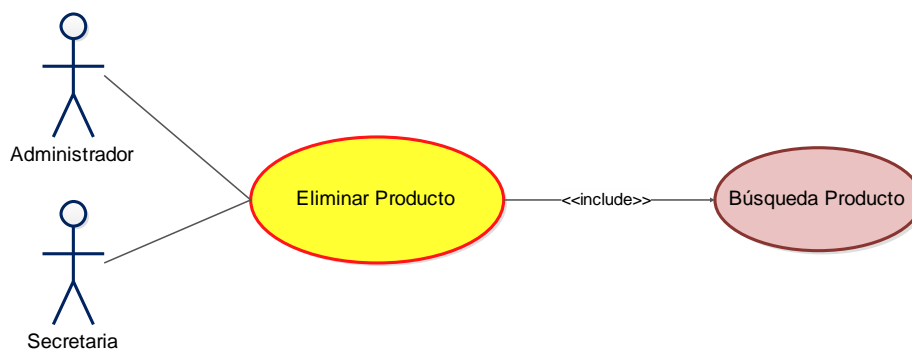 Administrador
Eliminar Producto
<<include>>
Búsqueda Producto
Secretaria